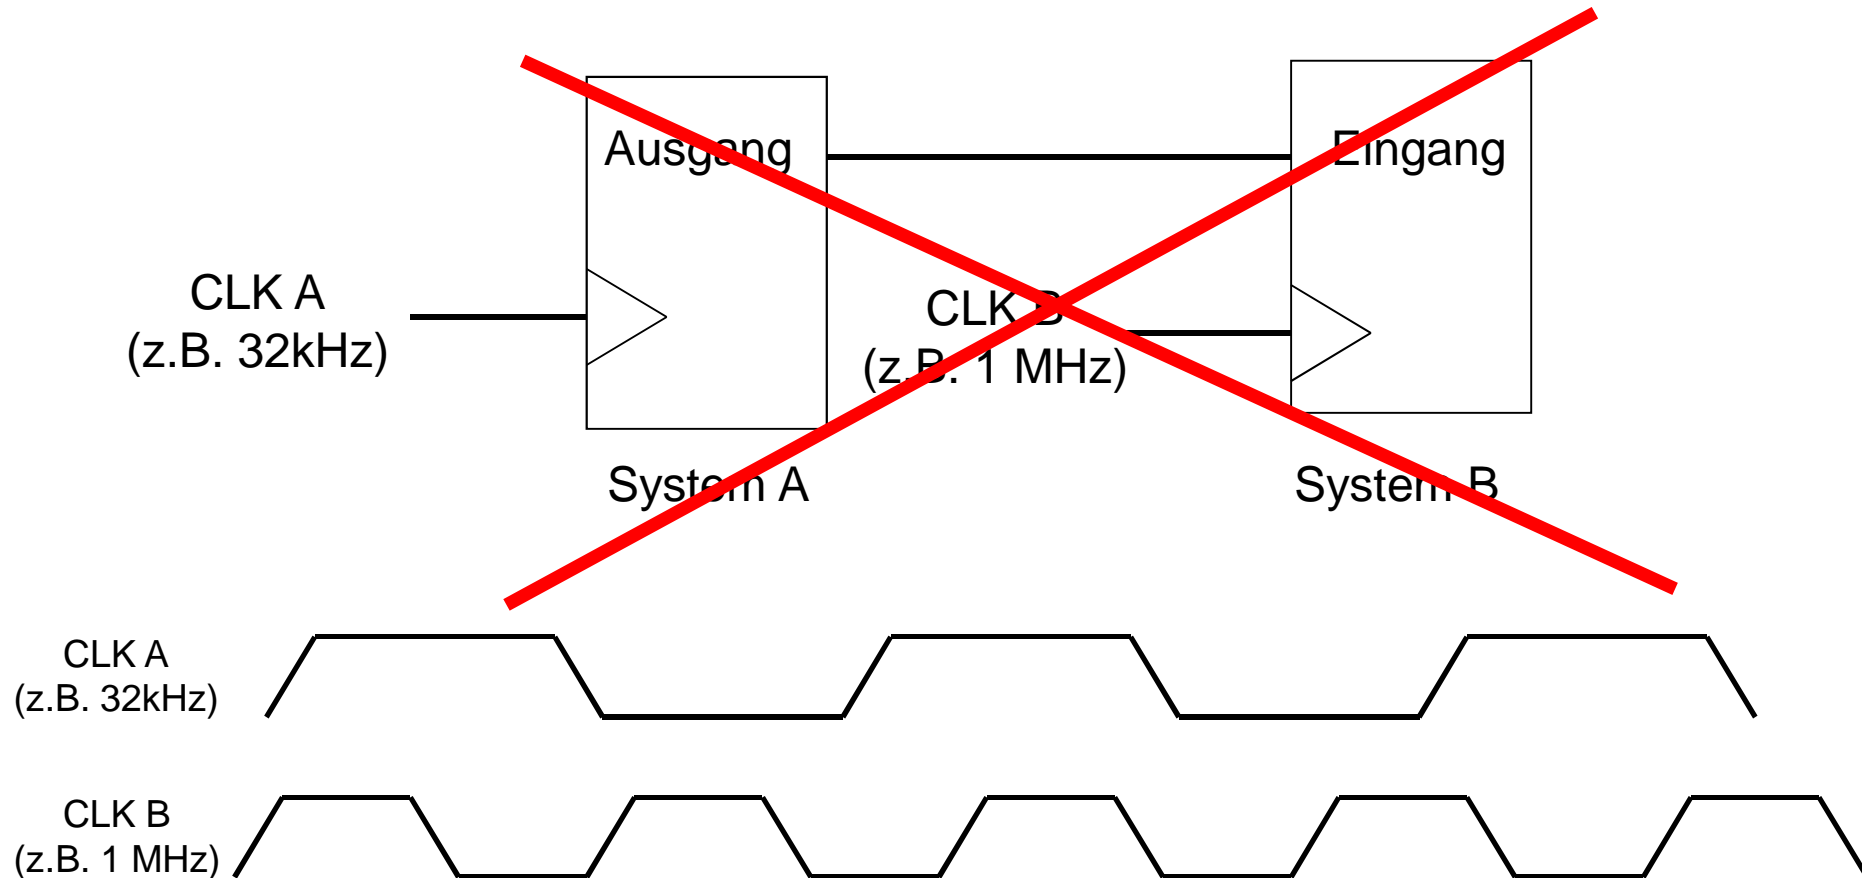 Ausgang
Eingang
CLK A
(z.B. 32kHz)
CLK B
(z.B. 1 MHz)
System A
System B
CLK A
(z.B. 32kHz)
CLK B
(z.B. 1 MHz)